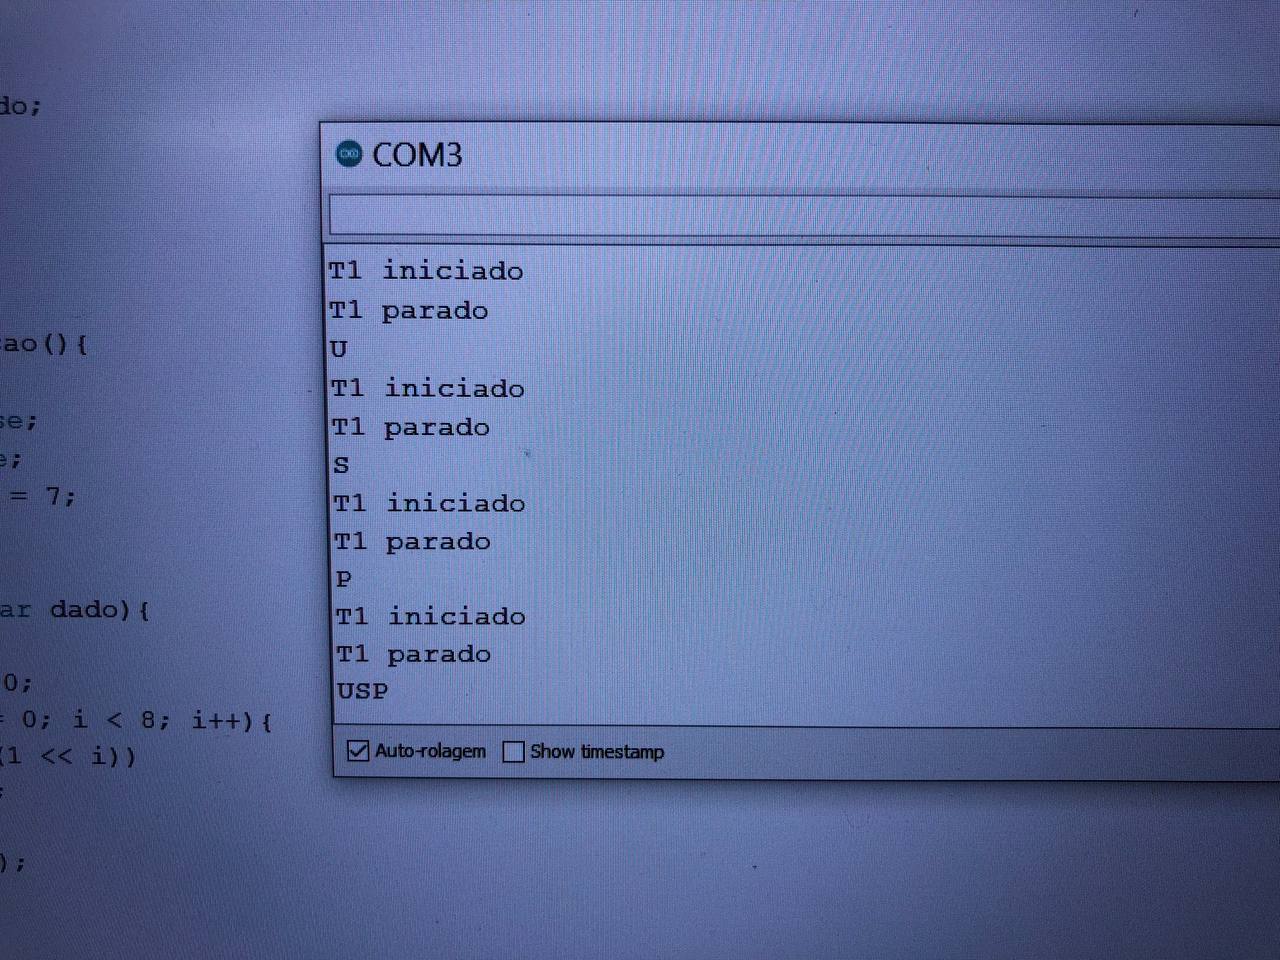 do;
COM3
T1 iniciado
T1 parado
U
T1 iniciado
T1 parado
S
T1 iniciado
T1 parado
P
T1 iniciado
T1 parado
USP
Auto-rolagem Show timestamp
cao(){
se;
e;
= 7;
ar dado){
0;
= 0; i < 8; i++){
(1 << i))
;
);